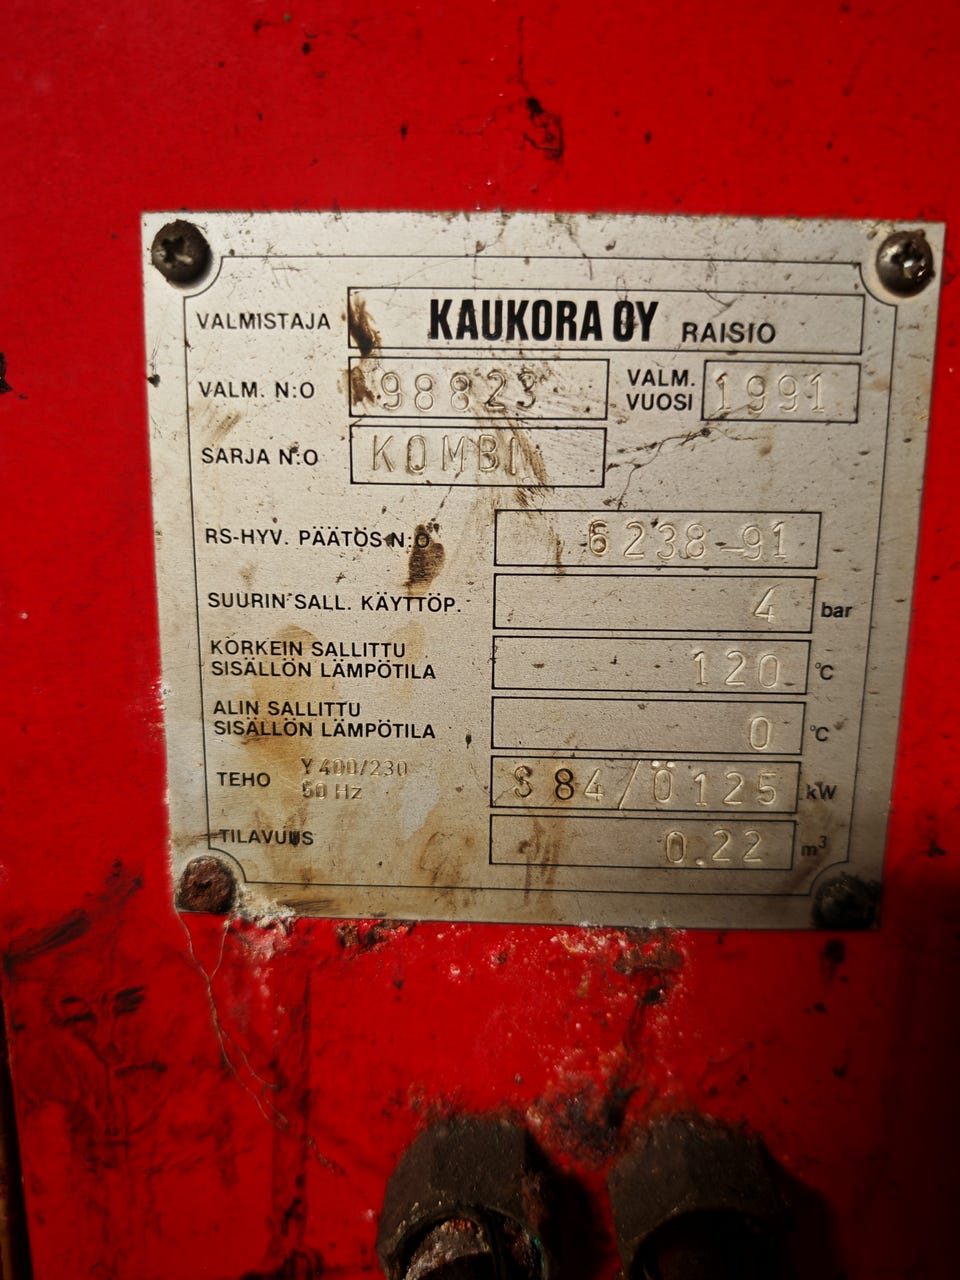 VALMISTAJA KAUKORA OY RAISIO
VALM. N:O 98823 VALM. VUOSI 1991
SARJA N:O KOMBI
RS-HYV. PÄÄTÖS N:O 6238-91
SUURIN SALL. KÄYTTÖP. 4 bar
KORKEIN SALLITTU
SISÄLLÖN LÄMPÖTILA 120 °C
ALIN SALLITTU
SISÄLLÖN LÄMPÖTILA 0 °C
TEHO Y 400/230 50 Hz S 84/Ö 125 kW
TILAVUUS 0.22 m³